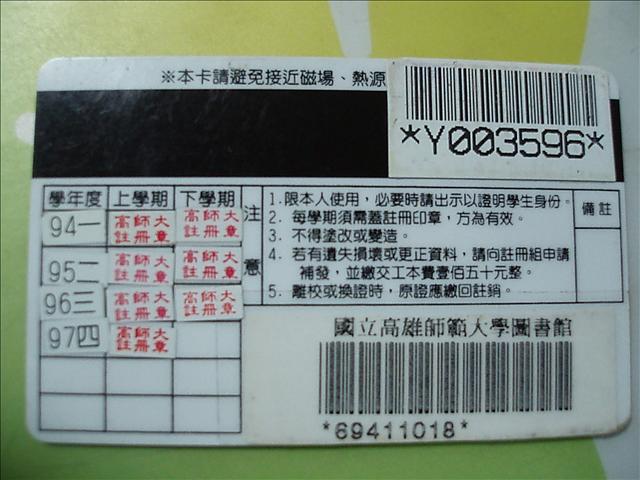 ※本卡請避免接近磁場、熱源
*Y003596*
學年度 上學期 下學期
94一 高師大註冊章 高師大註冊章
95二 高師大註冊章 高師大註冊章
96三 高師大註冊章 高師大註冊章
97四 高師大註冊章
注意
1.限本人使用，必要時請出示以證明學生身份。
2. 每學期須蓋註冊印章，方為有效。
3. 不得塗改或變造。
4. 若有遺失損壞或更正資料，請向註冊組申請
補發，並繳交工本費壹佰五十元整。
5. 離校或換證時，原證應繳回註銷。
備註
國立高雄師範大學圖書館
*69411018*